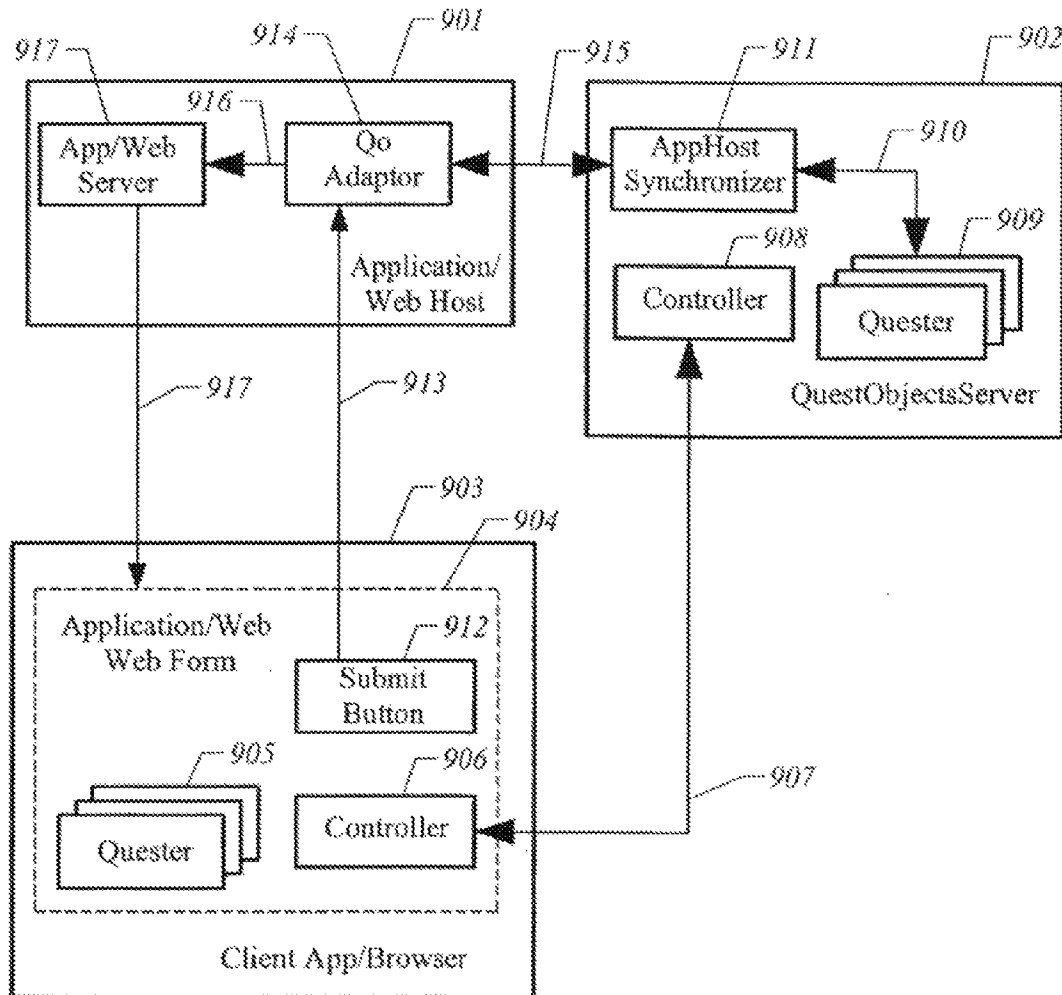 901
917
914
915
911
902
916
App/Web
Server
Qo
Adaptor
AppHost
Synchronizer
910
909
908
Application/
Web Host
Controller
Quester
917
913
QuestObjectsServer
903
904
Application/Web
Web Form
912
Submit
Button
905
906
907
Controller
Quester
Client App/Browser